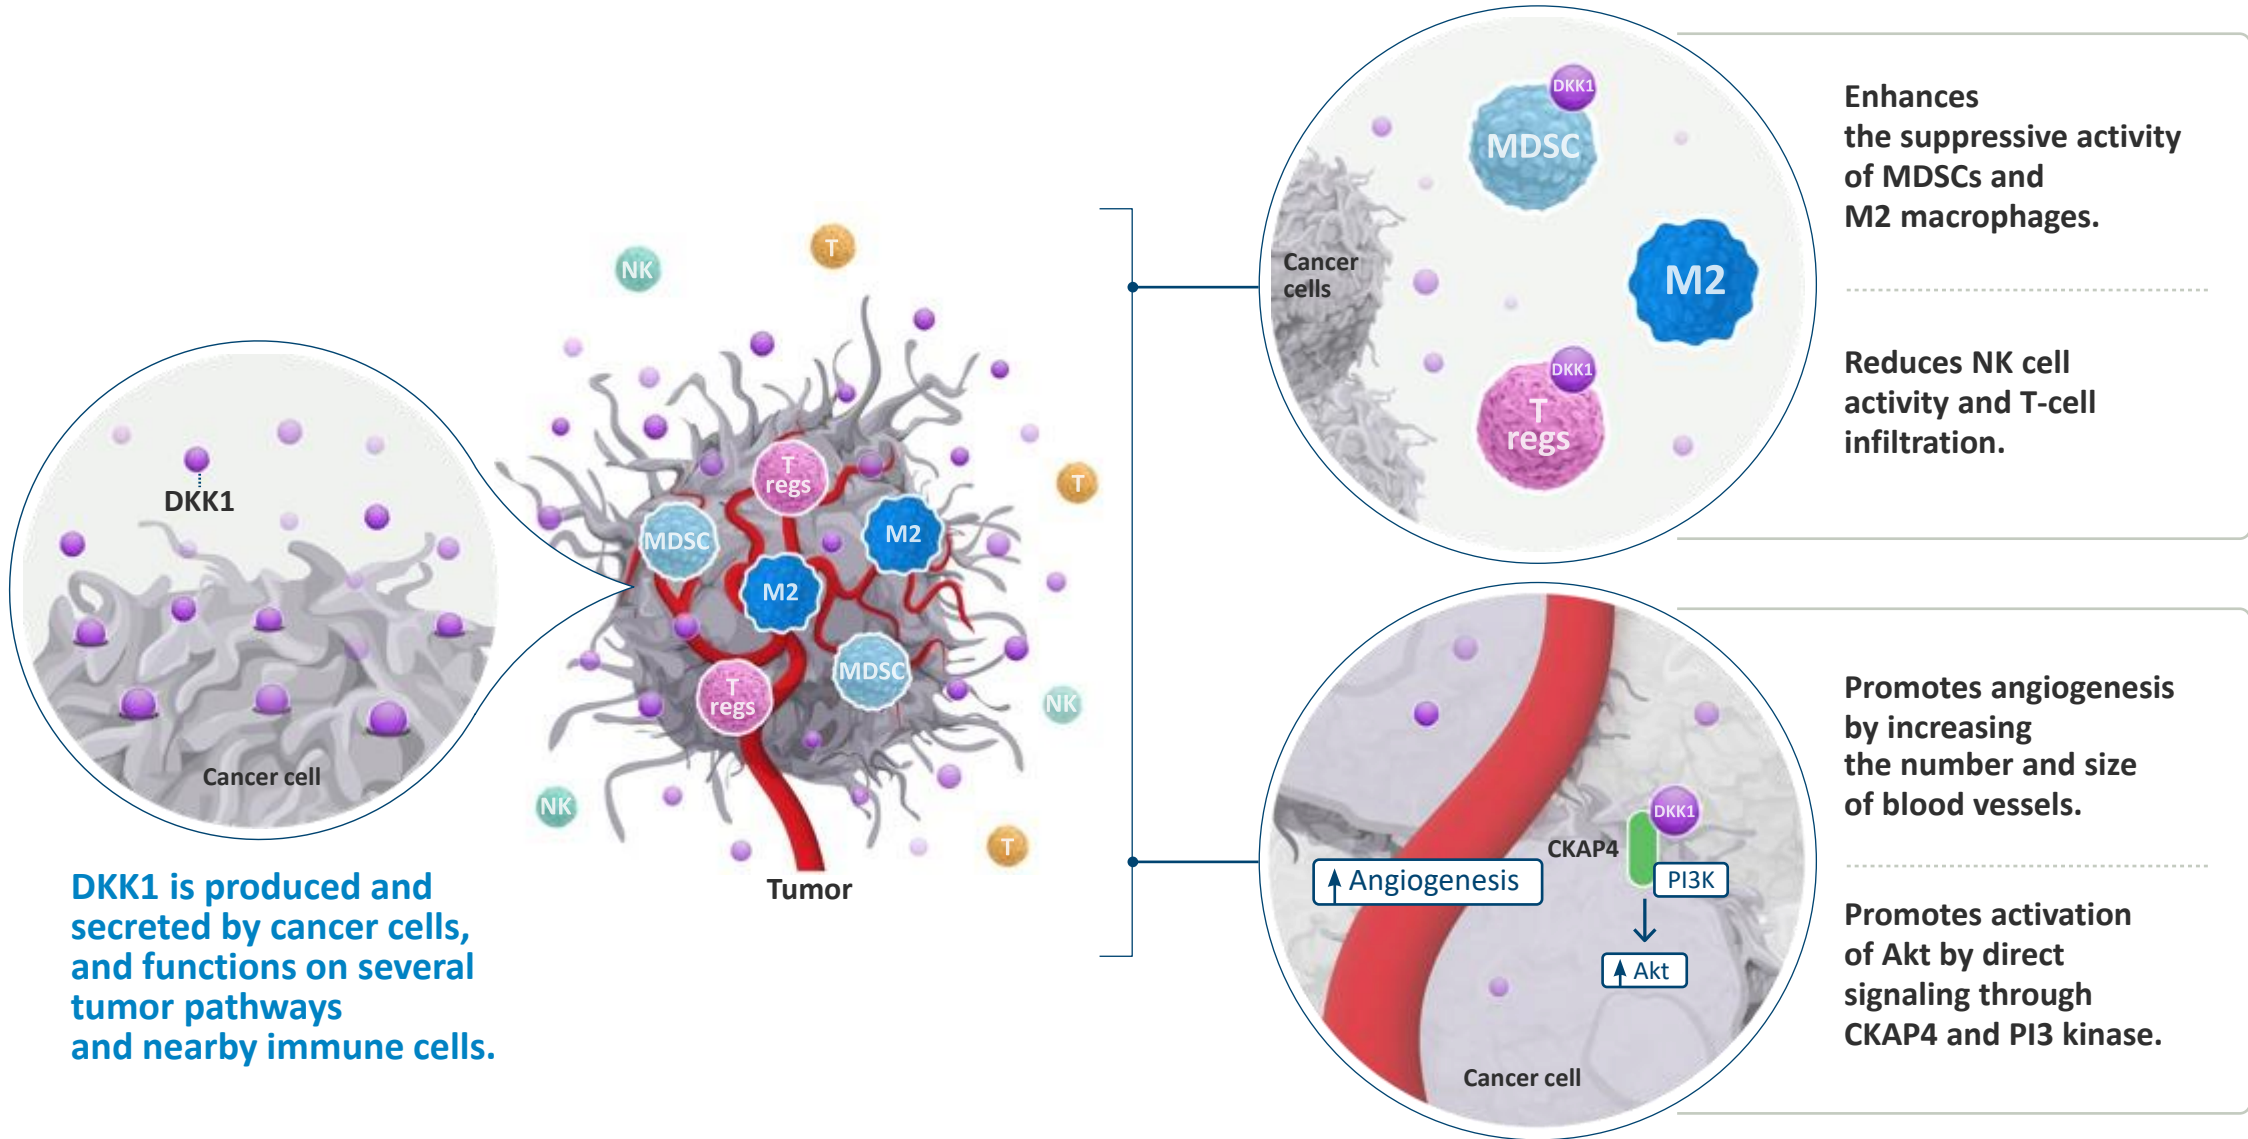 DKK1
Cancer cell
DKK1 is produced and
secreted by cancer cells,
and functions on several
tumor pathways
and nearby immune cells.
NK
T
T
regs
T
MDSC
M2
M2
MDSC
T
regs
NK
NK
T
Tumor
DKK1
MDSC
Cancer
cells
M2
DKK1
T
regs
Enhances
the suppressive activity
of MDSCs and
M2 macrophages.
Reduces NK cell
activity and T-cell
infiltration.
DKK1
CKAP4
PI3K
Angiogenesis
Akt
Cancer cell
Promotes angiogenesis
by increasing
the number and size
of blood vessels.
Promotes activation
of Akt by direct
signaling through
CKAP4 and PI3 kinase.